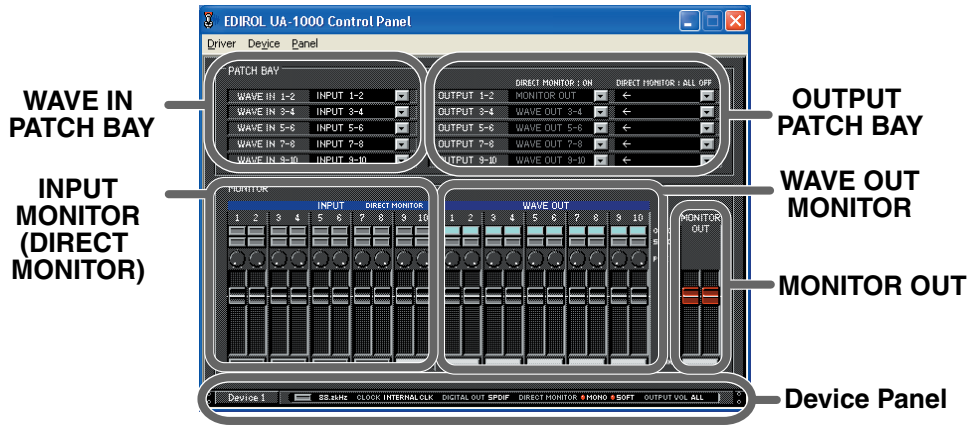 EDIROL UA-1000 Control Panel
Driver Device Panel
PATCH BAY
DIRECT MONITOR : ON DIRECT MONITOR : ALL OFF
WAVE IN 1-2 INPUT 1-2 OUTPUT 1-2 MONITOR OUT ←
WAVE IN 3-4 INPUT 3-4 OUTPUT 3-4 WAVE OUT 3-4 ←
WAVE IN 5-6 INPUT 5-6 OUTPUT 5-6 WAVE OUT 5-6 ←
WAVE IN 7-8 INPUT 7-8 OUTPUT 7-8 WAVE OUT 7-8 ←
WAVE IN 9-10 INPUT 9-10 OUTPUT 9-10 WAVE OUT 9-10 ←
WAVE IN
PATCH BAY
OUTPUT
PATCH BAY
INPUT
MONITOR
(DIRECT
MONITOR)
WAVE OUT
MONITOR
MONITOR OUT
Device Panel
MONITOR
INPUT DIRECT MONITOR WAVE OUT
1 2 3 4 5 6 7 8 9 10 1 2 3 4 5 6 7 8 9 10
MONITOR
OUT
Device 1 88.2kHz CLOCK INTERNAL CLK DIGITAL OUT SPDIF DIRECT MONITOR MONO SOFT OUTPUT VOL ALL